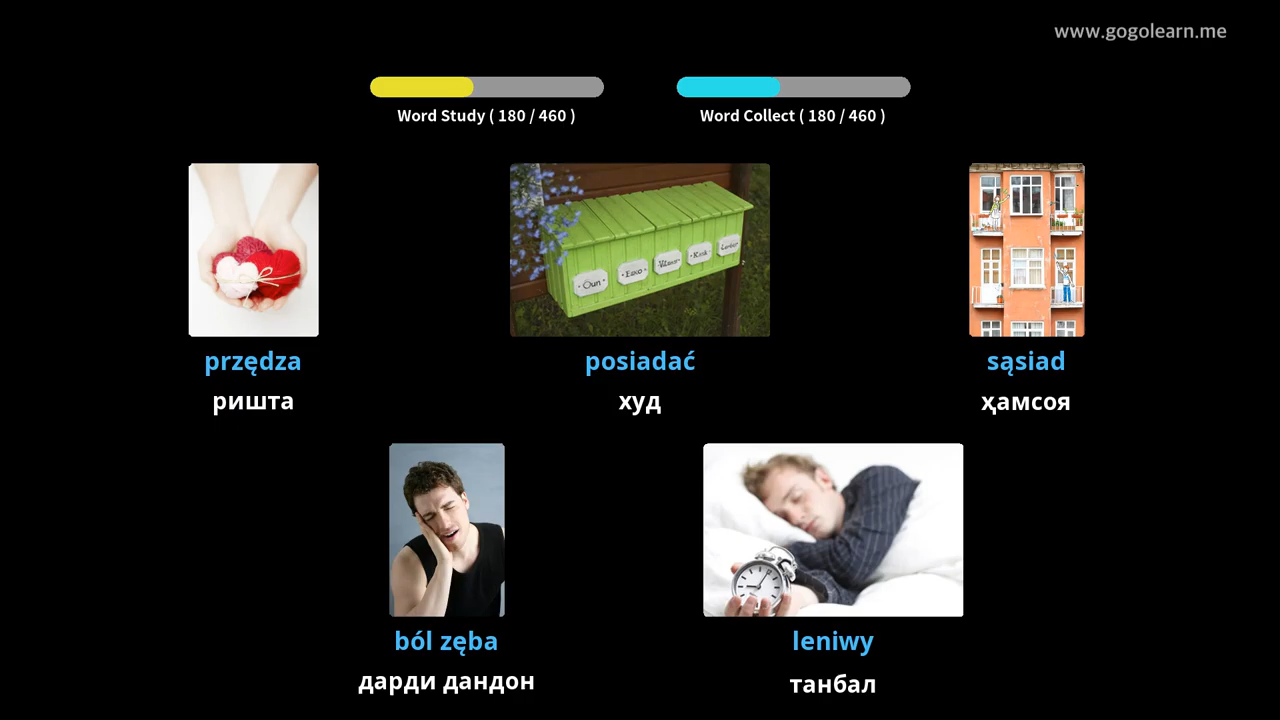 www.gogolearn.me
Word Study ( 180 / 460 )
Word Collect ( 180 / 460 )
Oun
przędza
ришта
posiadać
худ
sąsiad
ҳамсоя
ból zęba
дарди дандон
leniwy
танбал